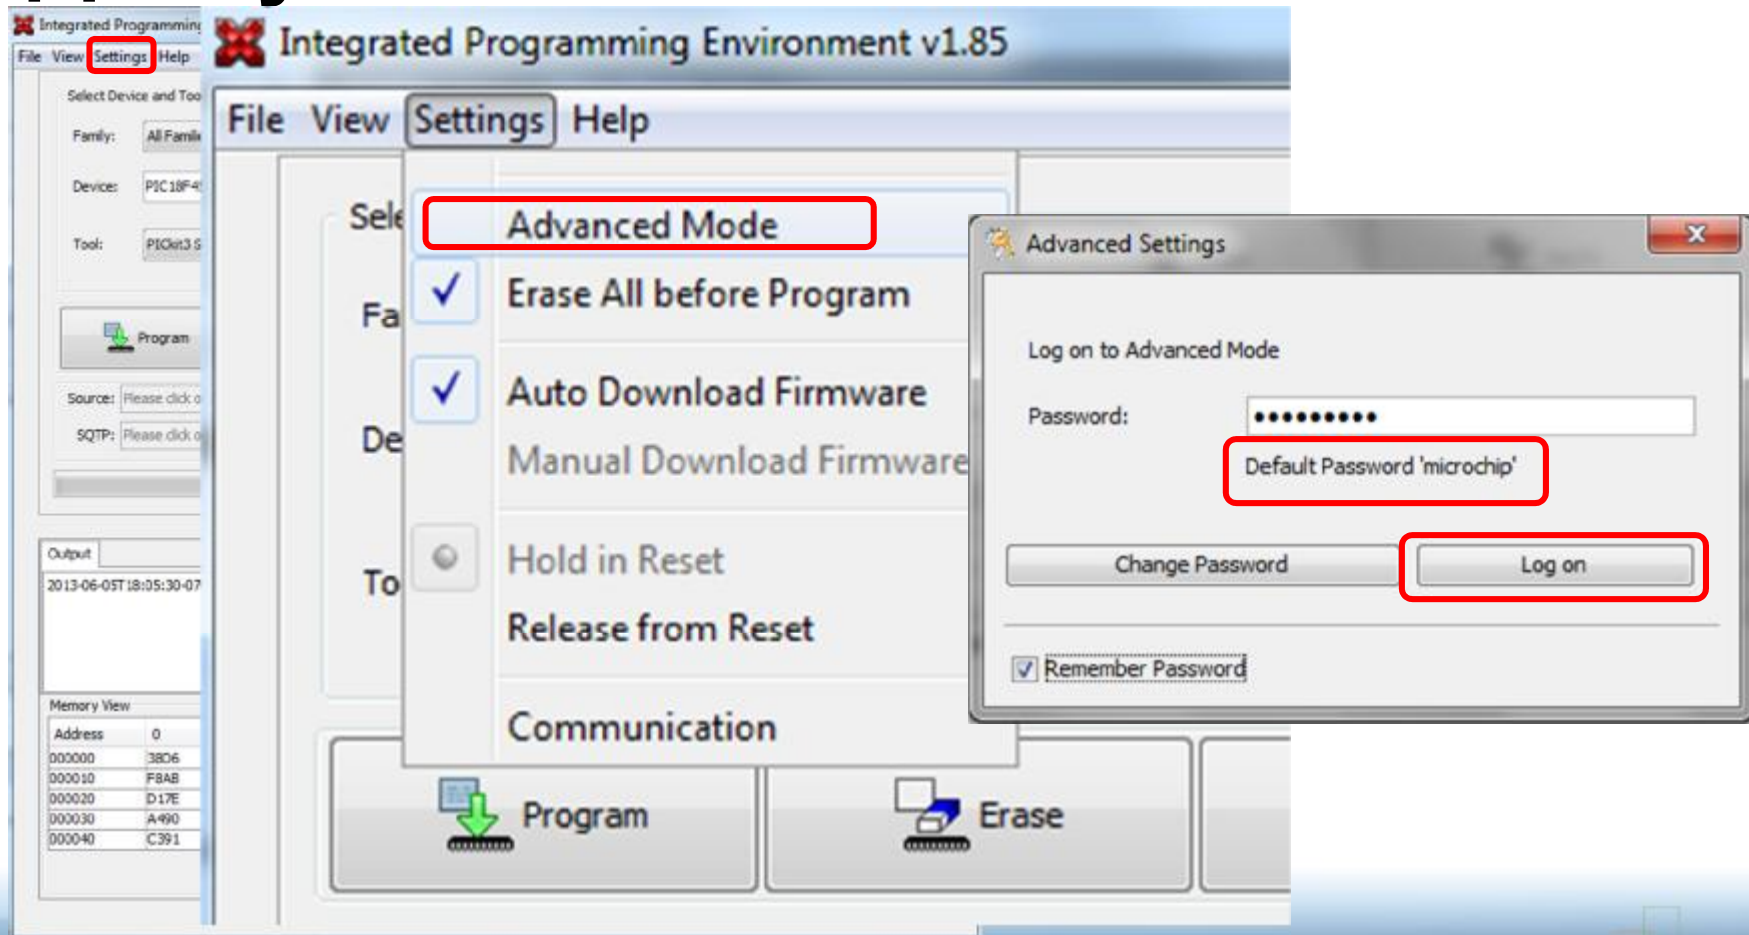 Integrated Programming
File View Settings Help
Select Device and Too
Family: All Familie
Device: PIC18F4
Tool: PICkit3 S
Program
Source: Please click o
SQTP: Please click o
Output
2013-06-05T18:05:30-07
Memory View
Address 0
000000 38D6
000010 F8AB
000020 D17E
000030 A490
000040 C391
Integrated Programming Environment v1.85
File View Settings Help
Sele
Advanced Mode
Fa
Erase All before Program
Auto Download Firmware
De
Manual Download Firmware
Hold in Reset
To
Release from Reset
Communication
Program
Erase
Advanced Settings
Log on to Advanced Mode
Password: •••••••••
Default Password 'microchip'
Change Password
Log on
Remember Password